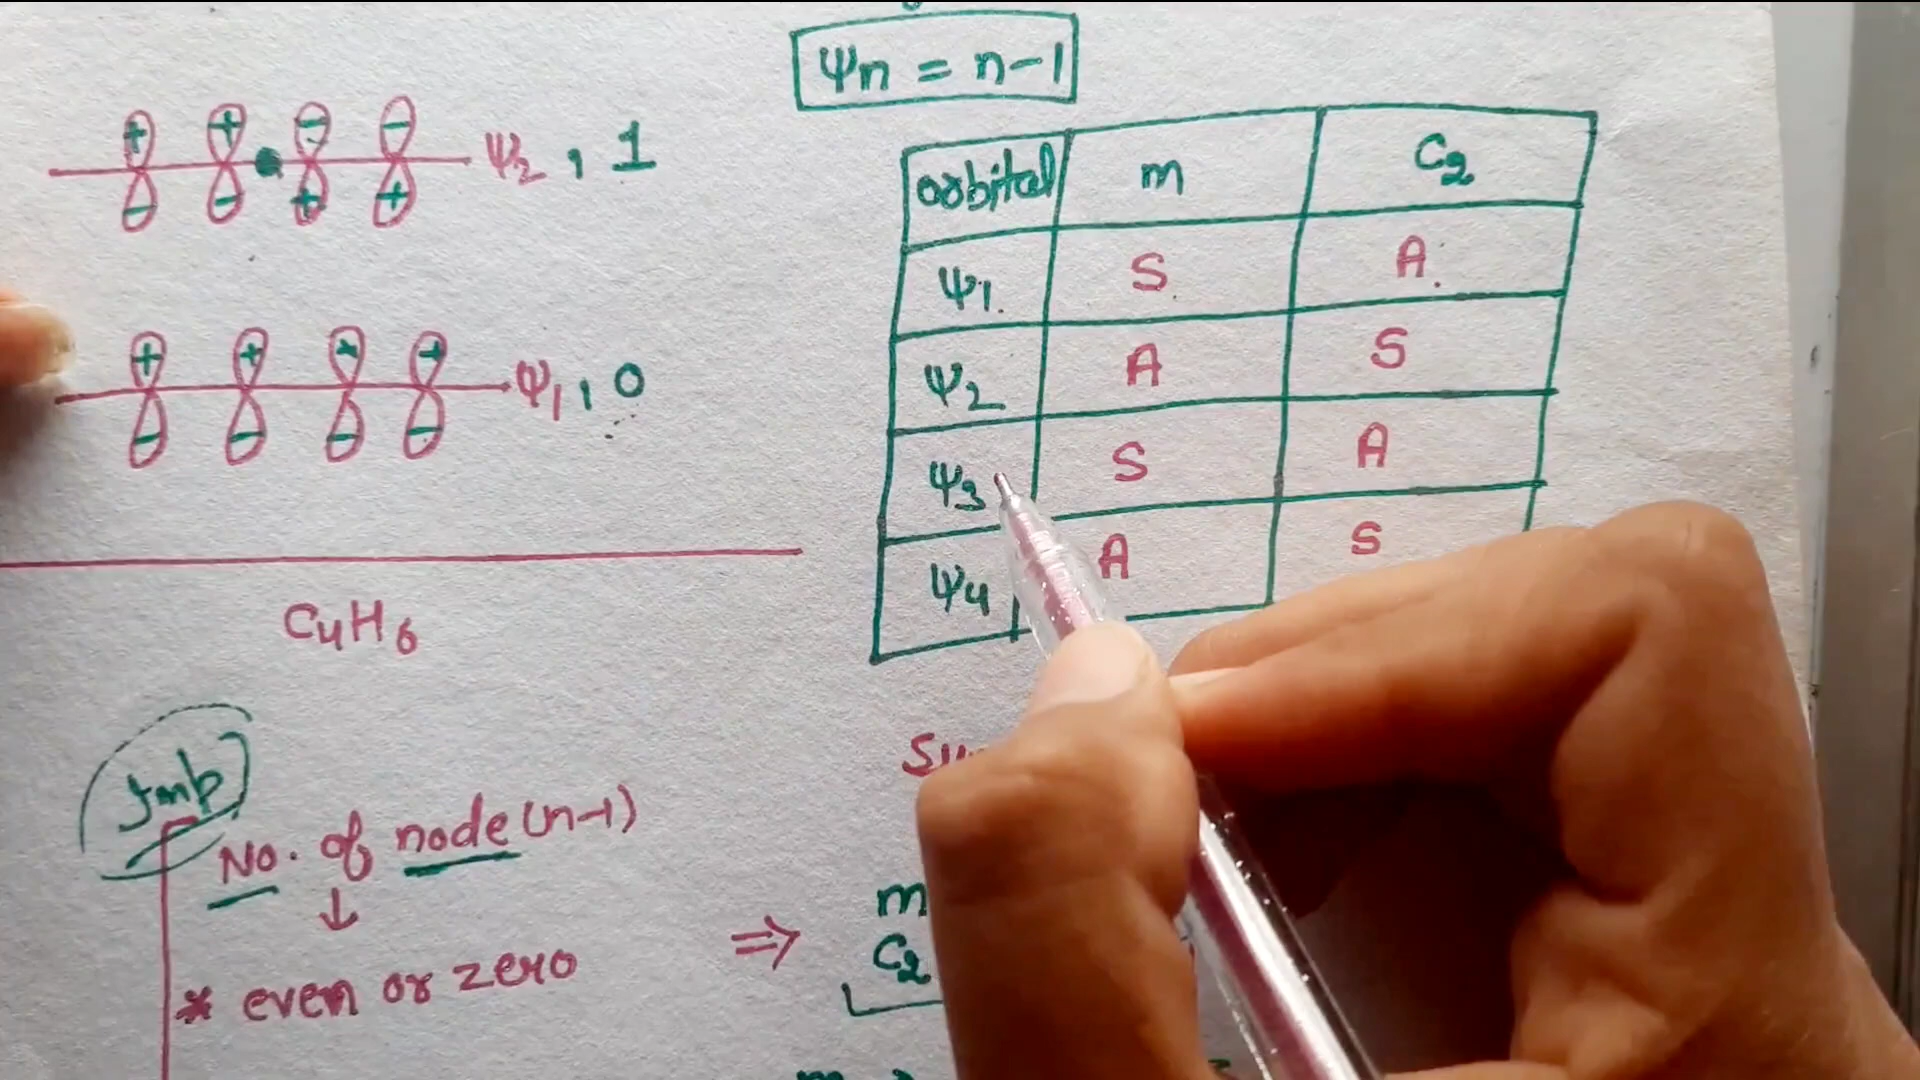 Ψn = n-1
+ + - - Ψ2, 1
- - + +
+ + + + Ψ1, 0
- - - -
orbital m C2
Ψ1. S A.
Ψ2 A S
Ψ3 S A
Ψ4 A S
C4H6
Imp
No. of node (n-1)
↓
* even or zero ⇒
m
C2